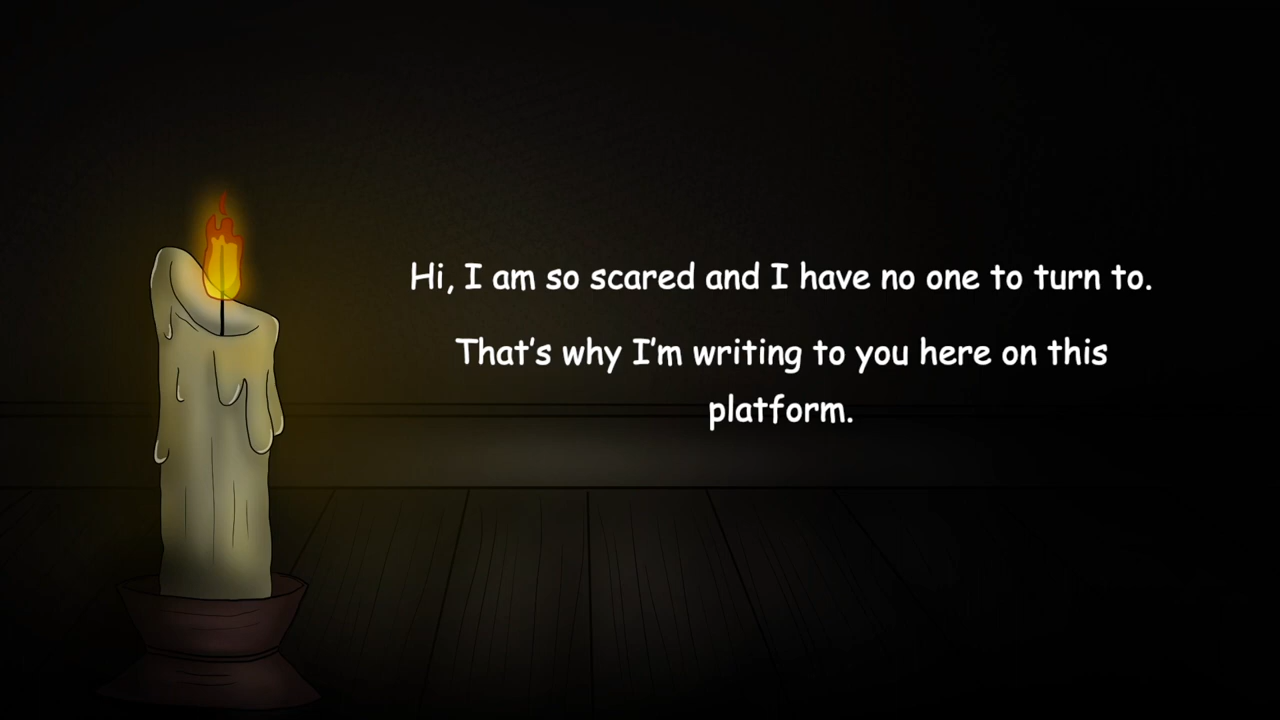 Hi, I am so scared and I have no one to turn to.
That's why I'm writing to you here on this
platform.